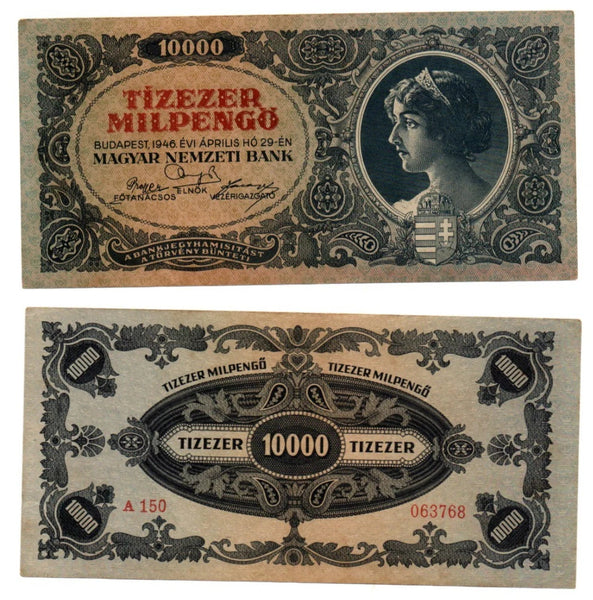 10000
TÍZEZER
MILPENGŐ
BUDAPEST, 1946. ÉVI ÁPRILIS HÓ 29-ÉN
MAGYAR NEMZETI BANK
ELNÖK
FŐTANÁCSOS VEZÉRIGAZGATÓ
A BANKJEGYHAMISÍTÁST
A TÖRVÉNY BÜNTETI
10000 10000
TIZEZER MILPENGŐ TIZEZER MILPENGŐ
TIZEZER 10000 TIZEZER
A 150 063768
10000 10000